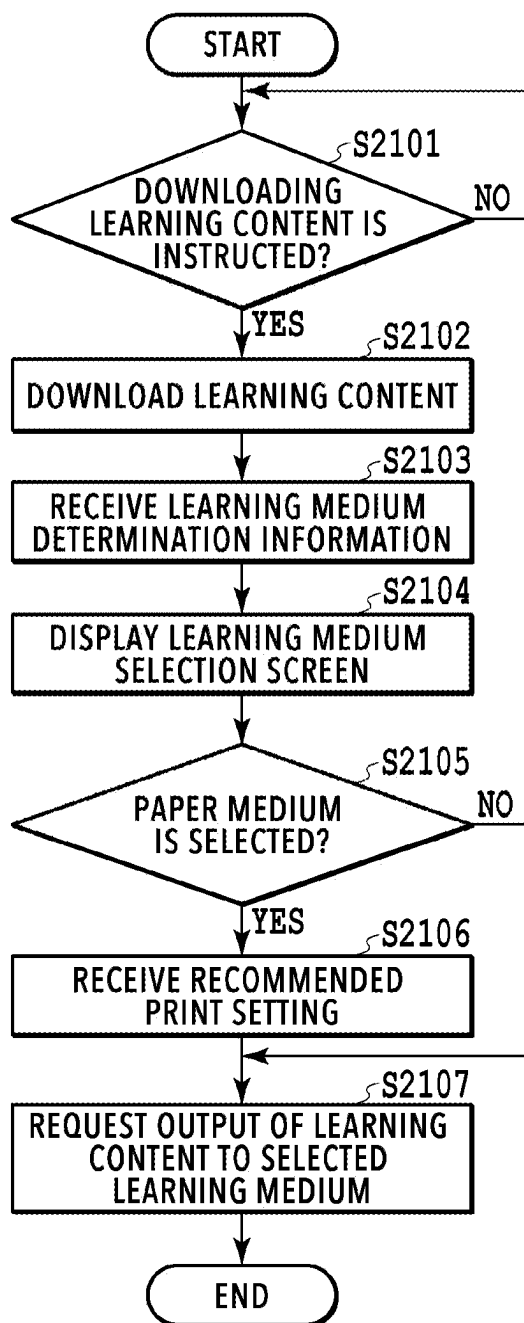 START
S2101
DOWNLOADING
LEARNING CONTENT IS
INSTRUCTED?
NO
YES
S2102
DOWNLOAD LEARNING CONTENT
S2103
RECEIVE LEARNING MEDIUM
DETERMINATION INFORMATION
S2104
DISPLAY LEARNING MEDIUM
SELECTION SCREEN
S2105
PAPER MEDIUM
IS SELECTED?
NO
YES
S2106
RECEIVE RECOMMENDED
PRINT SETTING
S2107
REQUEST OUTPUT OF LEARNING
CONTENT TO SELECTED
LEARNING MEDIUM
END